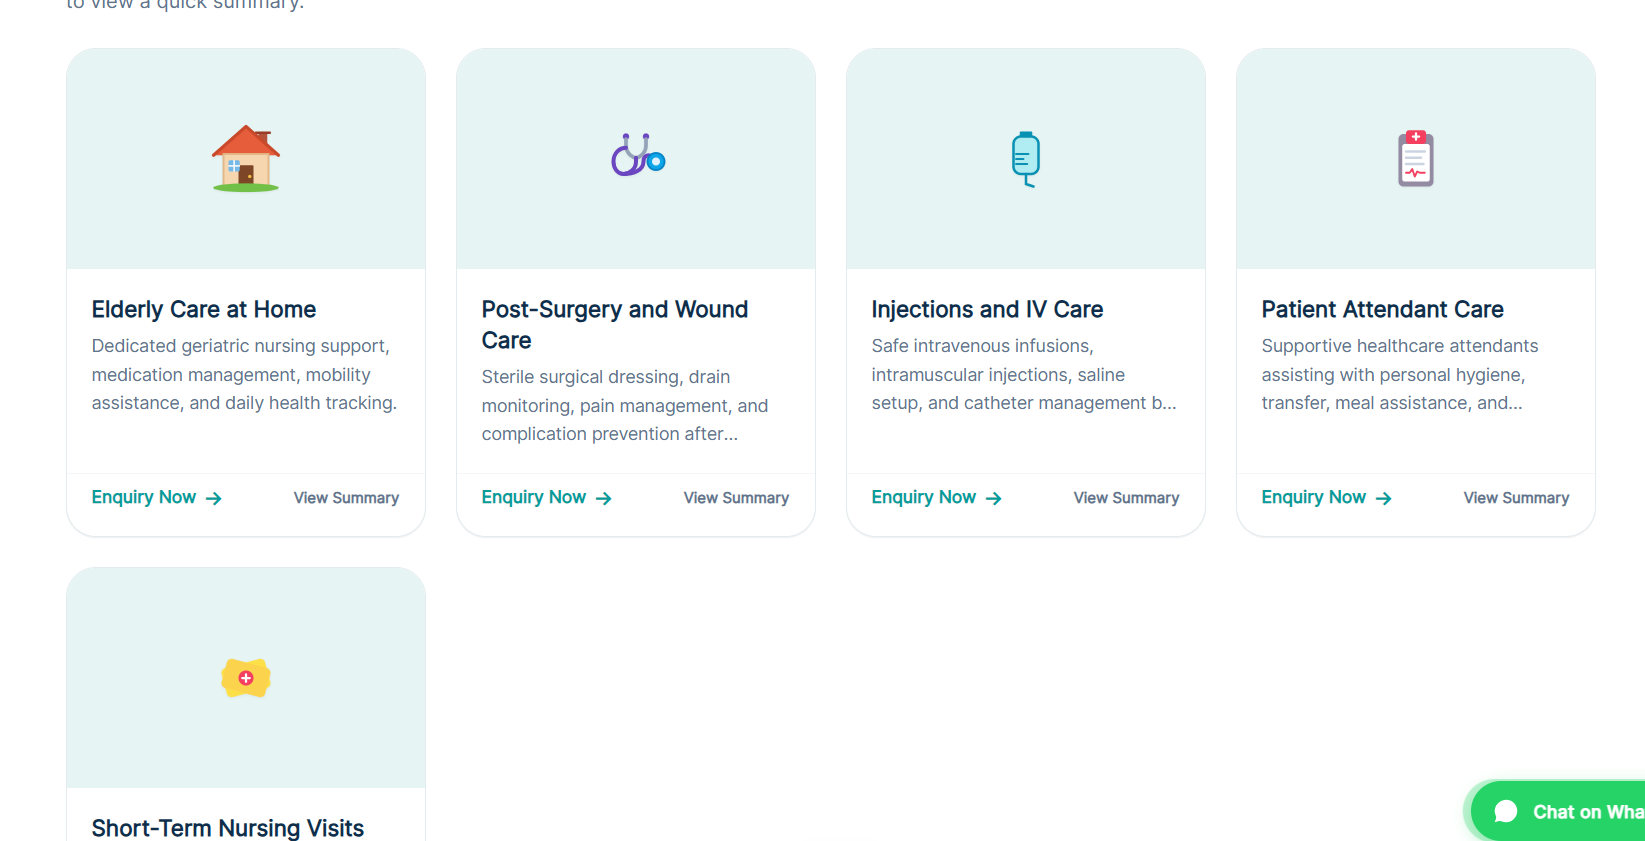 to view a quick summary.
Elderly Care at Home
Dedicated geriatric nursing support,
medication management, mobility
assistance, and daily health tracking.
Enquiry Now →
View Summary
Post-Surgery and Wound
Care
Sterile surgical dressing, drain
monitoring, pain management, and
complication prevention after...
Enquiry Now →
View Summary
Injections and IV Care
Safe intravenous infusions,
intramuscular injections, saline
setup, and catheter management b...
Enquiry Now →
View Summary
Patient Attendant Care
Supportive healthcare attendants
assisting with personal hygiene,
transfer, meal assistance, and...
Enquiry Now →
View Summary
Short-Term Nursing Visits
Chat on Wha